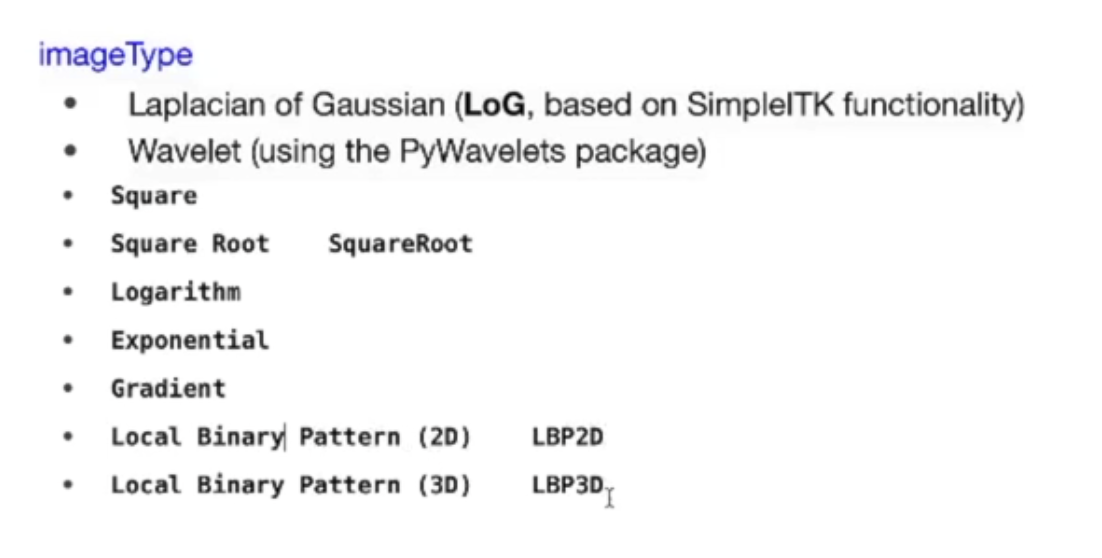 imageType
• Laplacian of Gaussian (LoG, based on SimpleITK functionality)
• Wavelet (using the PyWavelets package)
• Square
• Square Root SquareRoot
• Logarithm
• Exponential
• Gradient
• Local Binary Pattern (2D) LBP2D
• Local Binary Pattern (3D) LBP3D